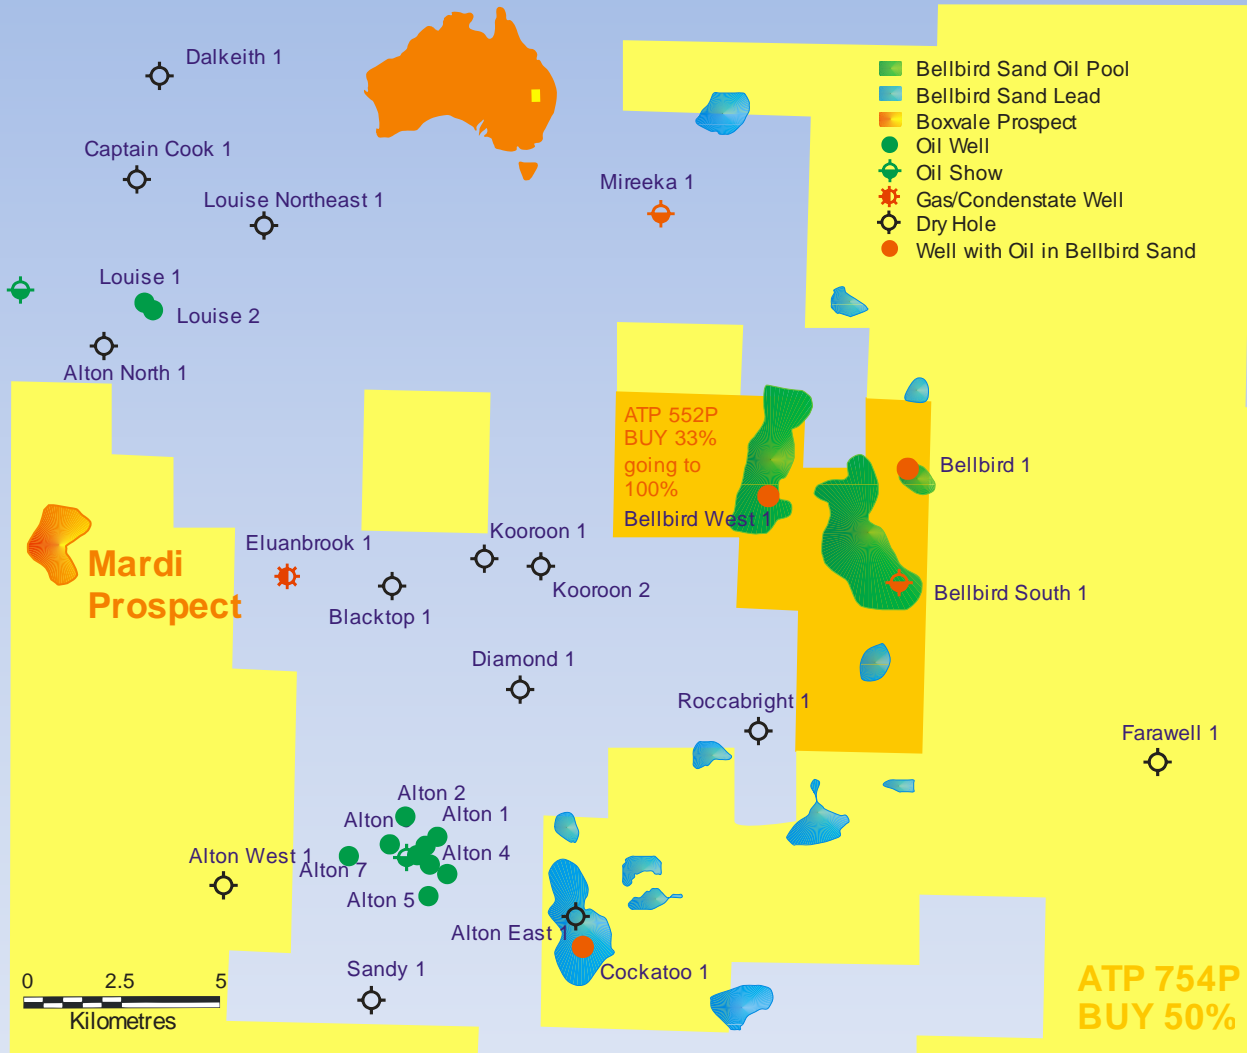 Dalkeith 1
Captain Cook 1
Louise Northeast 1
Mireeka 1
Bellbird Sand Oil Pool
Bellbird Sand Lead
Boxvale Prospect
Oil Well
Oil Show
Gas/Condenstate Well
Dry Hole
Well with Oil in Bellbird Sand
Louise 1
Louise 2
Alton North 1
ATP 552P
BUY 33%
going to
100%
Bellbird West 1
Bellbird 1
Bellbird South 1
Mardi
Prospect
Eluanbrook 1
Kooroon 1
Kooroon 2
Blacktop 1
Diamond 1
Roccabright 1
Farawell 1
Alton 2
Alton
Alton 1
Alton 4
Alton West 1
Alton 7
Alton 5
Alton East 1
Cockatoo 1
Sandy 1
0 2.5 5
Kilometres
ATP 754P
BUY 50%